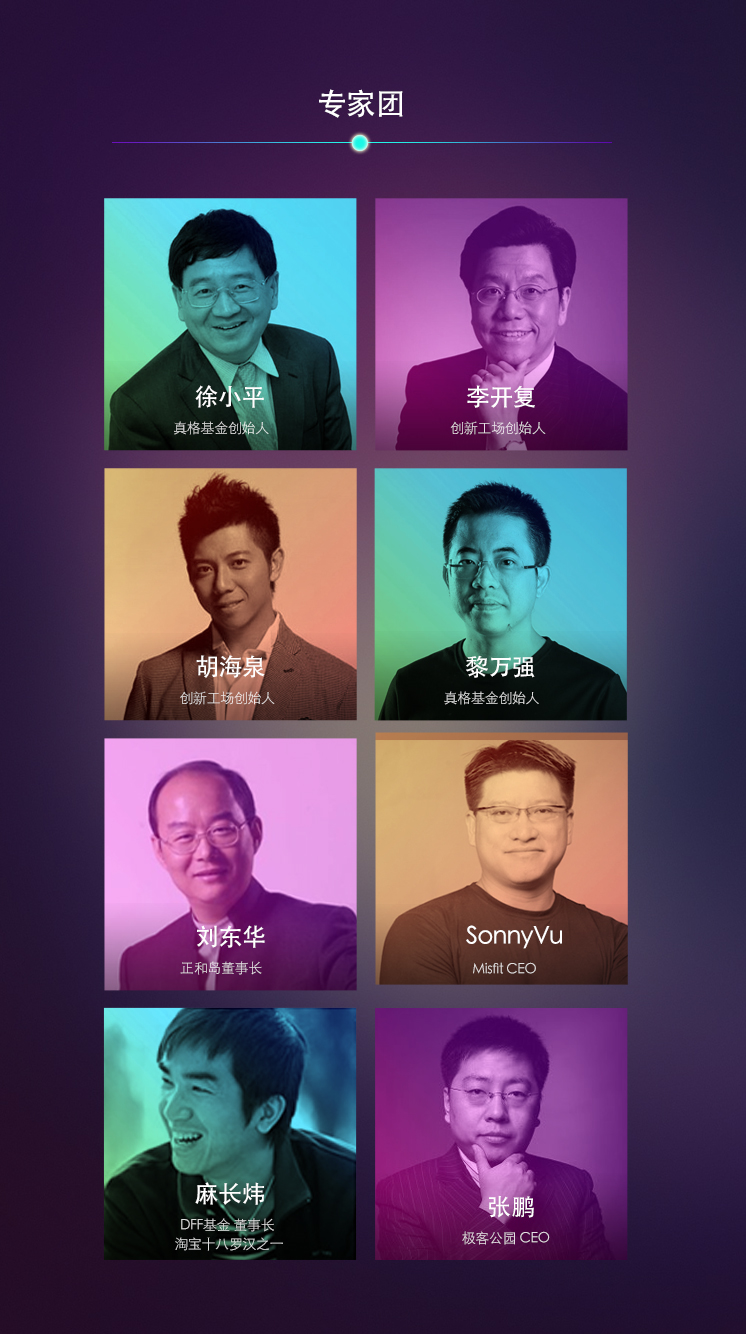 专家团
徐小平
真格基金创始人
李开复
创新工场创始人
胡海泉
创新工场创始人
黎万强
真格基金创始人
刘东华
正和岛董事长
SonnyVu
Misfit CEO
麻长炜
DFF基金 董事长
淘宝十八罗汉之一
张鹏
极客公园 CEO